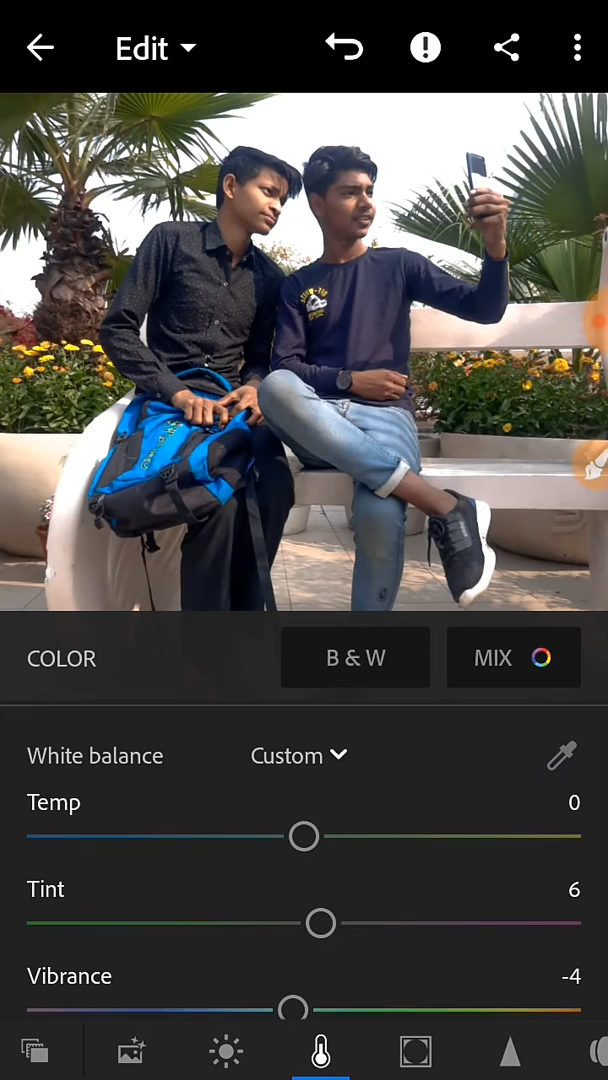 Edit
COLOR
B & W
MIX
White balance
Custom
Temp
0
Tint
6
Vibrance
-4